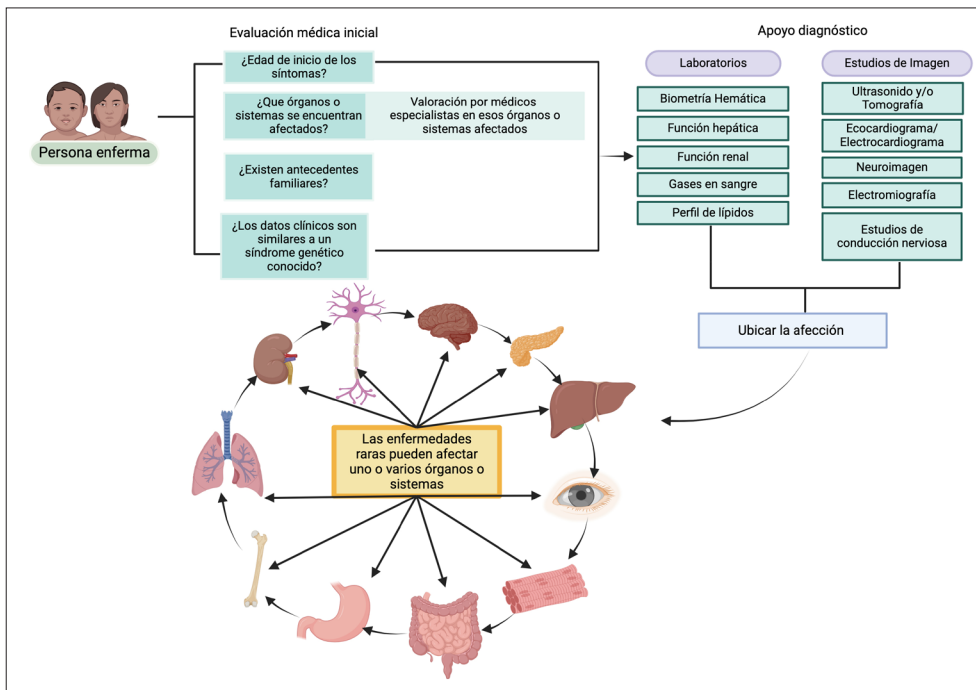 Evaluación médica inicial
¿Edad de inicio de los
síntomas?
¿Que órganos o
sistemas se encuentran
afectados?
Valoración por médicos
especialistas en esos órganos o
sistemas afectados
¿Existen antecedentes
familiares?
¿Los datos clínicos son
similares a un
síndrome genético
conocido?
Persona enferma
Apoyo diagnóstico
Laboratorios
Biometría Hemática
Función hepática
Función renal
Gases en sangre
Perfil de lípidos
Estudios de Imagen
Ultrasonido y/o
Tomografía
Ecocardiograma/
Electrocardiograma
Neuroimagen
Electromiografía
Estudios de
conducción nerviosa
Ubicar la afección
Las enfermedades
raras pueden afectar
uno o varios órganos o
sistemas